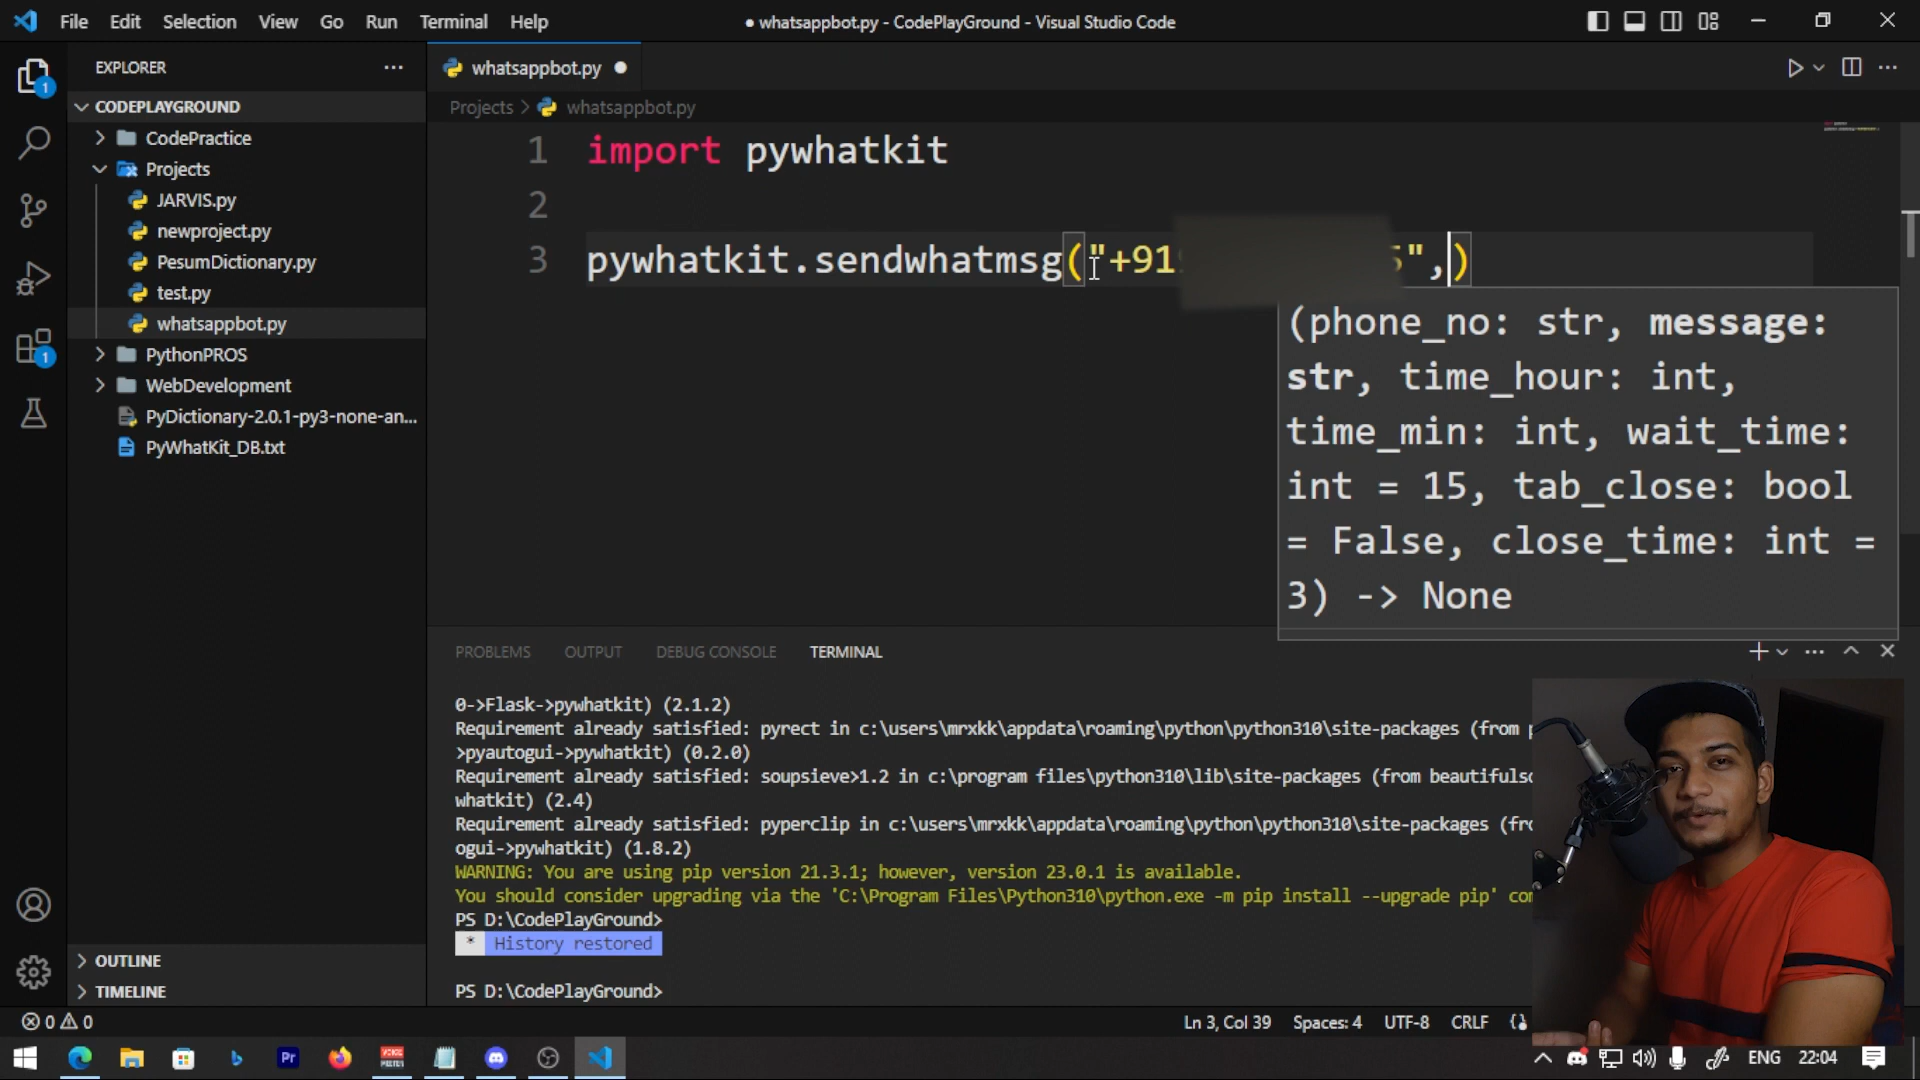 File Edit Selection View Go Run Terminal Help
● whatsappbot.py - CodePlayGround - Visual Studio Code
EXPLORER
CODEPLAYGROUND
CodePractice
Projects
JARVIS.py
newproject.py
PesumDictionary.py
test.py
whatsappbot.py
PythonPROS
WebDevelopment
PyDictionary-2.0.1-py3-none-an...
PyWhatKit_DB.txt
OUTLINE
TIMELINE
1
1
whatsappbot.py
Projects > whatsappbot.py
1 import pywhatkit
2
3 pywhatkit.sendwhatmsg("+91 5",)
(phone_no: str, message:
str, time_hour: int,
time_min: int, wait_time:
int = 15, tab_close: bool
= False, close_time: int =
3) -> None
PROBLEMS OUTPUT DEBUG CONSOLE TERMINAL
0->Flask->pywhatkit) (2.1.2)
Requirement already satisfied: pyrect in c:\users\mrxkk\appdata\roaming\python\python310\site-packages (from
>pyautogui->pywhatkit) (0.2.0)
Requirement already satisfied: soupsieve>1.2 in c:\program files\python310\lib\site-packages (from beautifulso
whatkit) (2.4)
Requirement already satisfied: pyperclip in c:\users\mrxkk\appdata\roaming\python\python310\site-packages (fro
ogui->pywhatkit) (1.8.2)
WARNING: You are using pip version 21.3.1; however, version 23.0.1 is available.
You should consider upgrading via the 'C:\Program Files\Python310\python.exe -m pip install --upgrade pip' com
PS D:\CodePlayGround>
* History restored
PS D:\CodePlayGround>
0 0
Ln 3, Col 39 Spaces: 4 UTF-8 CRLF
Pr
VOICE
MEETER
ENG 22:04